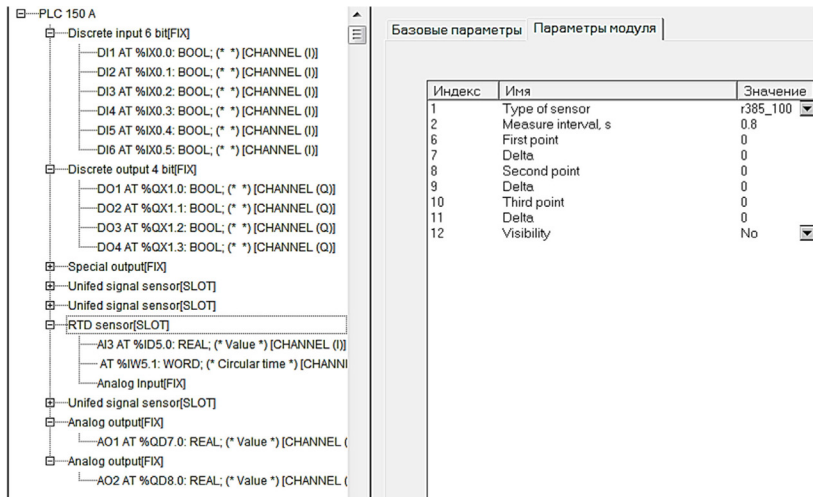 PLC 150 A
Discrete input 6 bit[FIX]
DI1 AT %IX0.0: BOOL; (* *) [CHANNEL (I)]
DI2 AT %IX0.1: BOOL; (* *) [CHANNEL (I)]
DI3 AT %IX0.2: BOOL; (* *) [CHANNEL (I)]
DI4 AT %IX0.3: BOOL; (* *) [CHANNEL (I)]
DI5 AT %IX0.4: BOOL; (* *) [CHANNEL (I)]
DI6 AT %IX0.5: BOOL; (* *) [CHANNEL (I)]
Discrete output 4 bit[FIX]
DO1 AT %QX1.0: BOOL; (* *) [CHANNEL (Q)]
DO2 AT %QX1.1: BOOL; (* *) [CHANNEL (Q)]
DO3 AT %QX1.2: BOOL; (* *) [CHANNEL (Q)]
DO4 AT %QX1.3: BOOL; (* *) [CHANNEL (Q)]
Special output[FIX]
Unifed signal sensor[SLOT]
Unifed signal sensor[SLOT]
RTD sensor[SLOT]
AI3 AT %ID5.0: REAL; (* Value *) [CHANNEL (I)]
AT %IW5.1: WORD; (* Circular time *) [CHANNI
Analog Input[FIX]
Unifed signal sensor[SLOT]
Analog output[FIX]
AO1 AT %QD7.0: REAL; (* Value *) [CHANNEL (
Analog output[FIX]
AO2 AT %QD8.0: REAL; (* Value *) [CHANNEL (
Базовые параметры Параметры модуля
Индекс Имя Значение
1 Type of sensor r385_100
2 Measure interval, s 0.8
6 First point 0
7 Delta 0
8 Second point 0
9 Delta 0
10 Third point 0
11 Delta 0
12 Visibility No